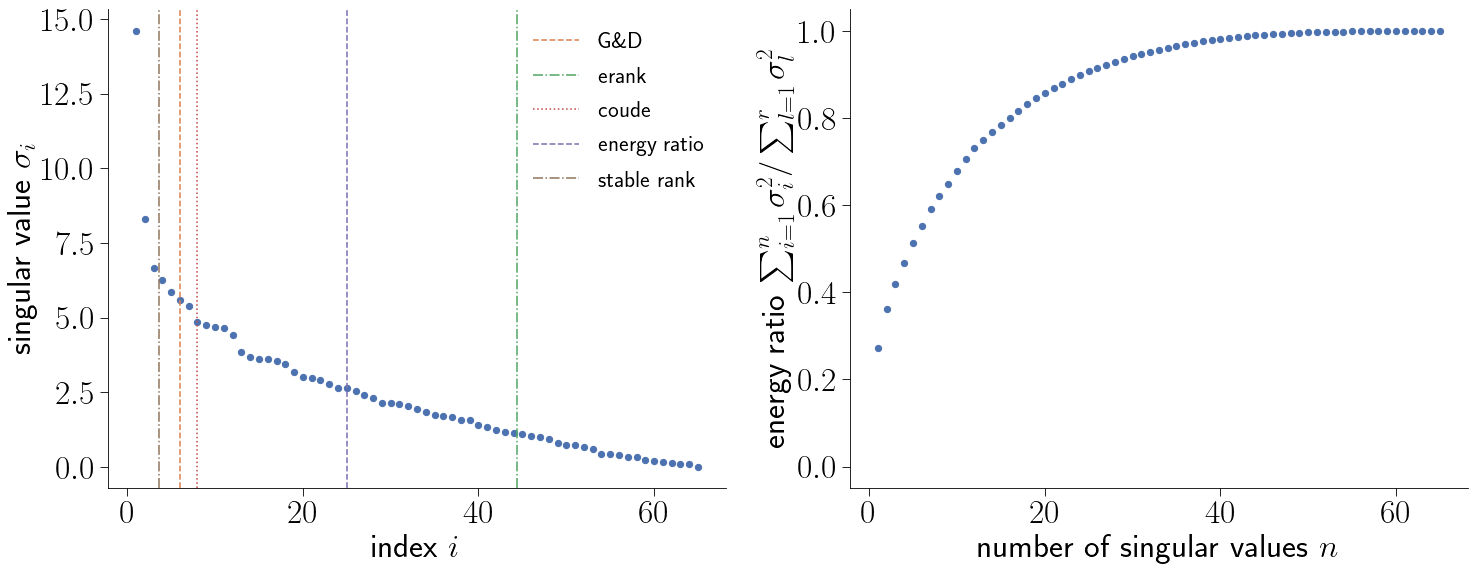 singular value σ_i
15.0
12.5
10.0
7.5
5.0
2.5
0.0
0 20 40 60
index i
G&D
erank
coude
energy ratio
stable rank
energy ratio ∑_{i=1}^{n} σ_i^2 / ∑_{l=1}^{r} σ_l^2
1.0
0.8
0.6
0.4
0.2
0.0
0 20 40 60
number of singular values n